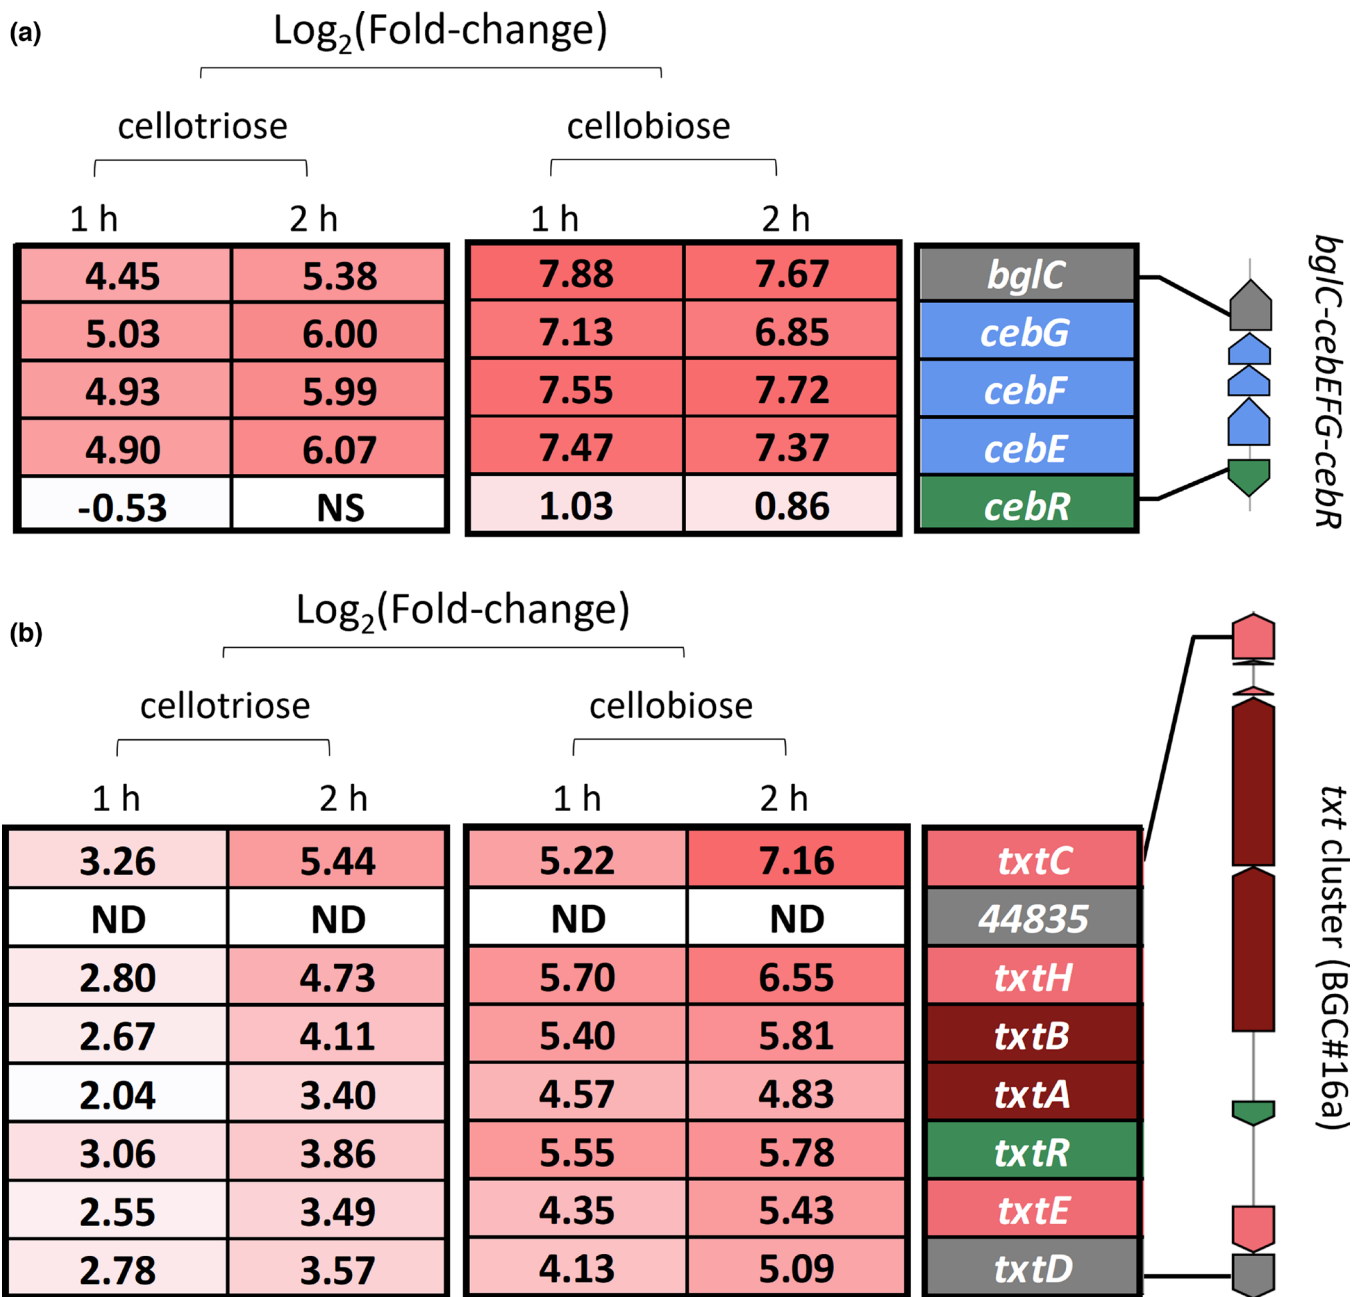 (a)
Log2(Fold-change)
cellotriose cellobiose
1 h 2 h 1 h 2 h
4.45 5.38 7.88 7.67 bglC
5.03 6.00 7.13 6.85 cebG
4.93 5.99 7.55 7.72 cebF
4.90 6.07 7.47 7.37 cebE
-0.53 NS 1.03 0.86 cebR
bglC-cebEFG-cebR
(b)
Log2(Fold-change)
cellotriose cellobiose
1 h 2 h 1 h 2 h
3.26 5.44 5.22 7.16 txtC
ND ND ND ND 44835
2.80 4.73 5.70 6.55 txtH
2.67 4.11 5.40 5.81 txtB
2.04 3.40 4.57 4.83 txtA
3.06 3.86 5.55 5.78 txtR
2.55 3.49 4.35 5.43 txtE
2.78 3.57 4.13 5.09 txtD
txt cluster (BGC#16a)